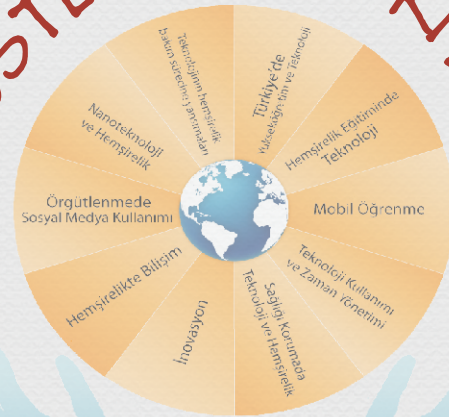 Türkiye'de
Yükseköğretim ve Teknoloji
Hemşirelik Eğitiminde
Teknoloji
Mobil Öğrenme
Teknoloji Kullanımı
ve Zaman Yönetimi
Sağlığı Korumada
Teknoloji ve Hemşirelik
İnovasyon
Hemşirelikte Bilişim
Örgütlenmede
Sosyal Medya Kullanımı
Nanoteknoloji
ve Hemşirelik
Teknolojinin hemşirelik
bakım sürecine yansımaları